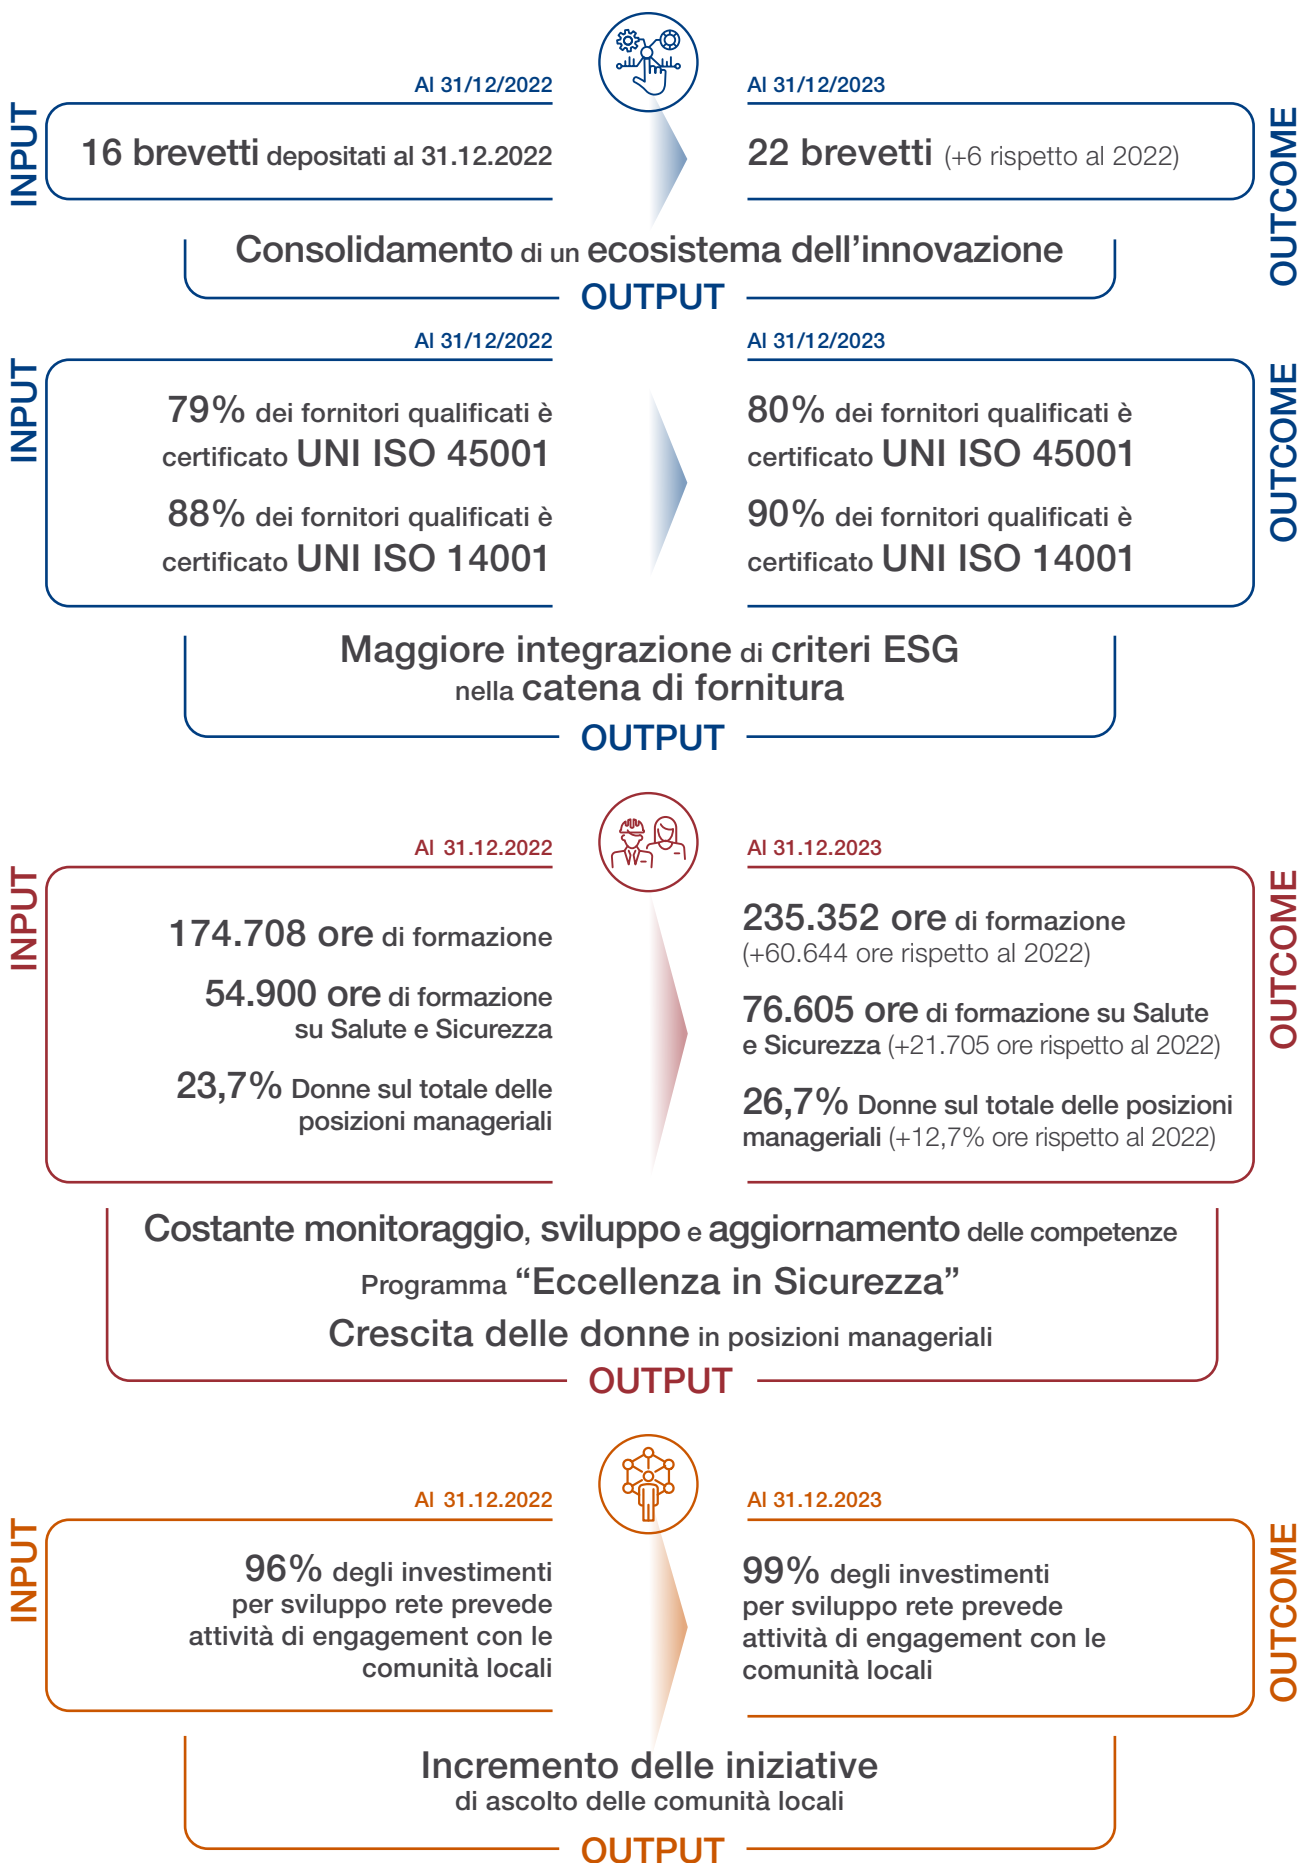 Al 31/12/2022
Al 31/12/2023
INPUT
16 brevetti depositati al 31.12.2022
22 brevetti (+6 rispetto al 2022)
OUTCOME
Consolidamento di un ecosistema dell’innovazione
OUTPUT
Al 31/12/2022
Al 31/12/2023
INPUT
79% dei fornitori qualificati è
certificato UNI ISO 45001
88% dei fornitori qualificati è
certificato UNI ISO 14001
80% dei fornitori qualificati è
certificato UNI ISO 45001
90% dei fornitori qualificati è
certificato UNI ISO 14001
OUTCOME
Maggiore integrazione di criteri ESG
nella catena di fornitura
OUTPUT
Al 31.12.2022
Al 31.12.2023
INPUT
174.708 ore di formazione
54.900 ore di formazione
su Salute e Sicurezza
23,7% Donne sul totale delle
posizioni manageriali
235.352 ore di formazione
(+60.644 ore rispetto al 2022)
76.605 ore di formazione su Salute
e Sicurezza (+21.705 ore rispetto al 2022)
26,7% Donne sul totale delle posizioni
manageriali (+12,7% ore rispetto al 2022)
OUTCOME
Costante monitoraggio, sviluppo e aggiornamento delle competenze
Programma “Eccellenza in Sicurezza”
Crescita delle donne in posizioni manageriali
OUTPUT
Al 31.12.2022
Al 31.12.2023
INPUT
96% degli investimenti
per sviluppo rete prevede
attività di engagement con le
comunità locali
99% degli investimenti
per sviluppo rete prevede
attività di engagement con le
comunità locali
OUTCOME
Incremento delle iniziative
di ascolto delle comunità locali
OUTPUT